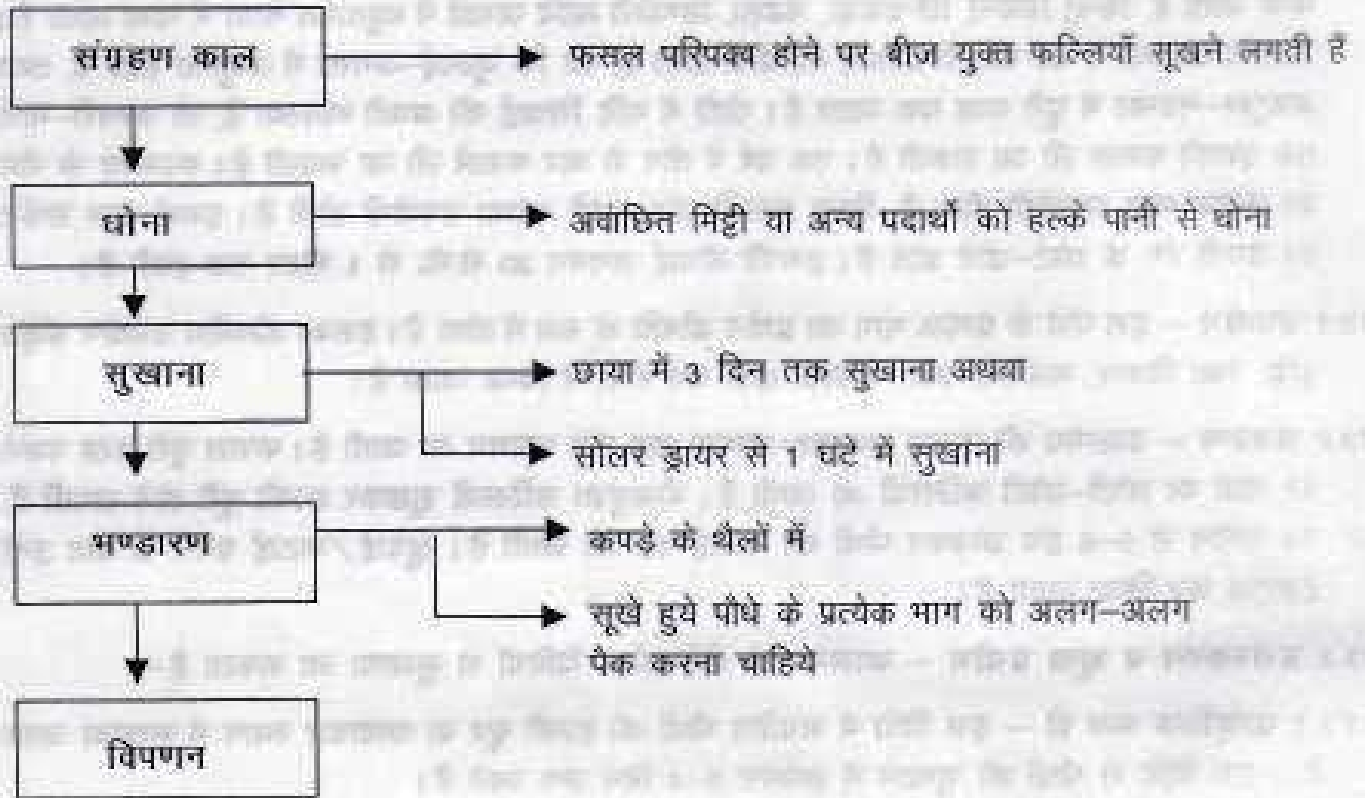 संग्रहण काल
फसल परिपक्व होने पर बीज युक्त फल्लियाँ सूखने लगती हैं
धोना
अवांछित मिट्टी या अन्य पदार्थो को हल्के पानी से धोना
सुखाना
छाया में 3 दिन तक सुखाना अथवा
सोलर ड्रायर से 1 घंटे में सुखाना
भण्डारण
कपड़े के थैलों में
सूखे हुये पौधे के प्रत्येक भाग को अलग–अलग
पैक करना चाहिये
विपणन